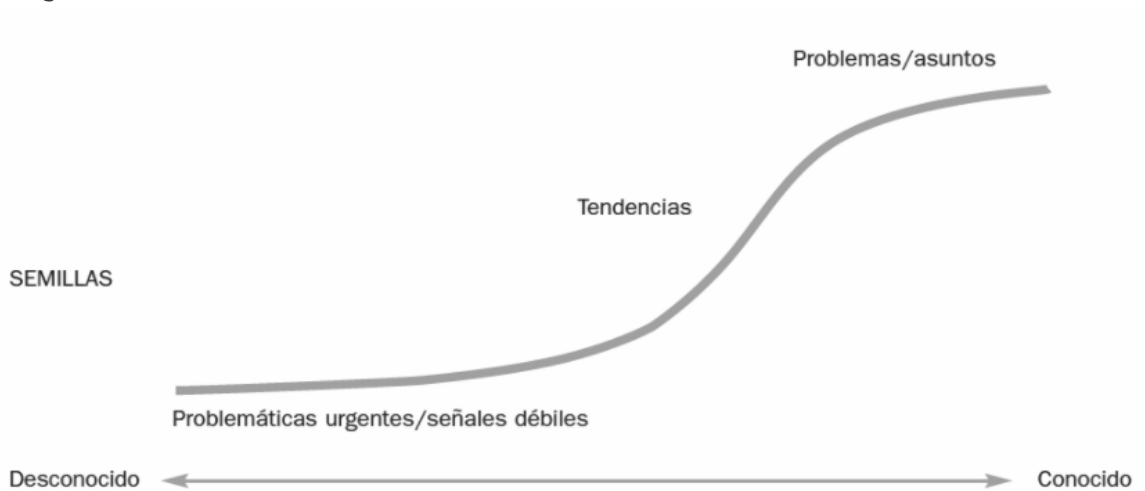 Problemas/asuntos
Tendencias
SEMILLAS
Problemáticas urgentes/señales débiles
Desconocido
Conocido